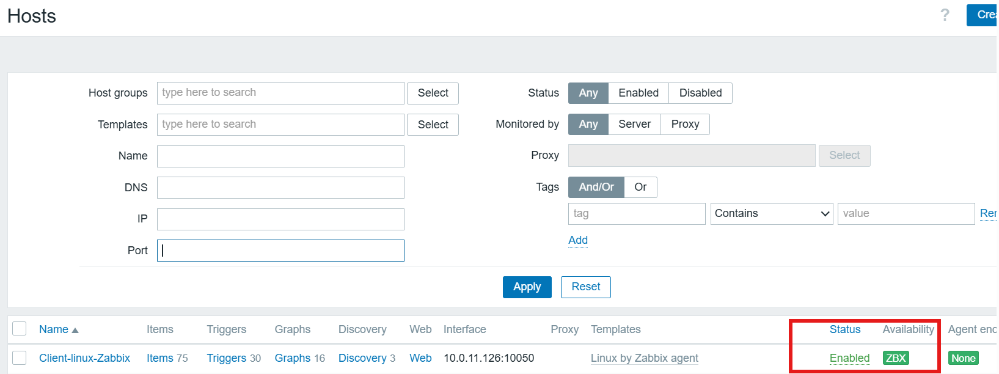 Hosts
?
Crea
Host groups type here to search Select Status Any Enabled Disabled
Templates type here to search Select Monitored by Any Server Proxy
Name Proxy Select
DNS Tags And/Or Or
IP tag Contains value Rem
Port Add
Apply Reset
Name Items Triggers Graphs Discovery Web Interface Proxy Templates Status Availability Agent enc
Client-linux-Zabbix Items 75 Triggers 30 Graphs 16 Discovery 3 Web 10.0.11.126:10050 Linux by Zabbix agent Enabled ZBX None